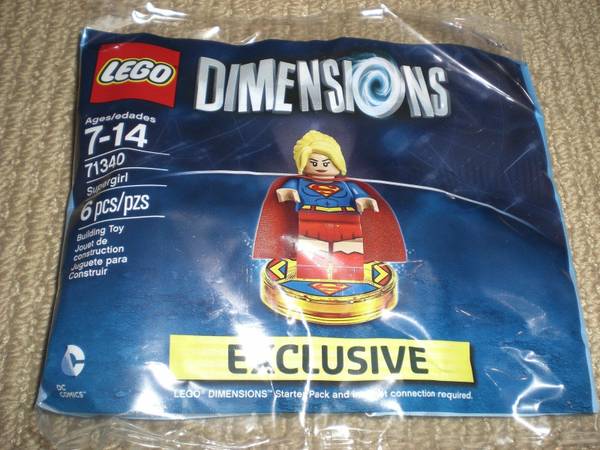 LEGO
DIMENSIONS
Ages/edades
7-14
71340
Supergirl
6 pcs/pzs
Building Toy
Jouet de
construction
Juguete para
Construir
S
S
EXCLUSIVE
DC
COMICS™
LEGO® DIMENSIONS™ Starter Pack and internet connection required.